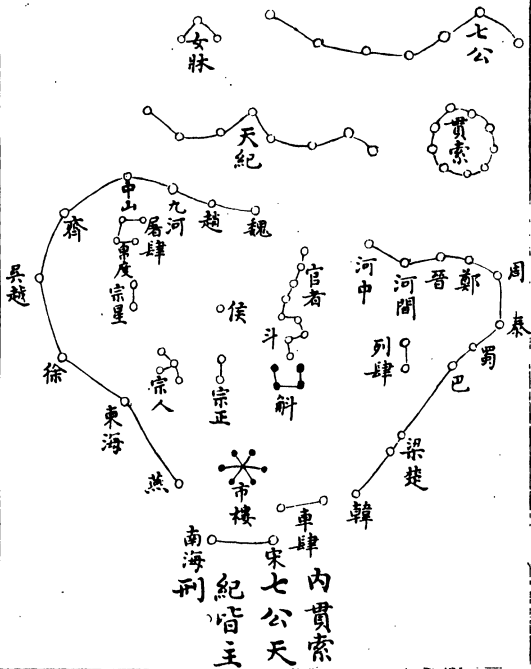 七公
女牀
貫索
天紀
魏
趙
九河
中山
齊
吳越
徐
東海
燕
屠肆
東度
宗星
官者
斗
侯
斛
宗正
宗人
市樓
河中
河間
晉
鄭
周
秦
蜀
巴
梁楚
韓
列肆
車肆
宋
南海
內貫索
七公天
紀皆主
刑